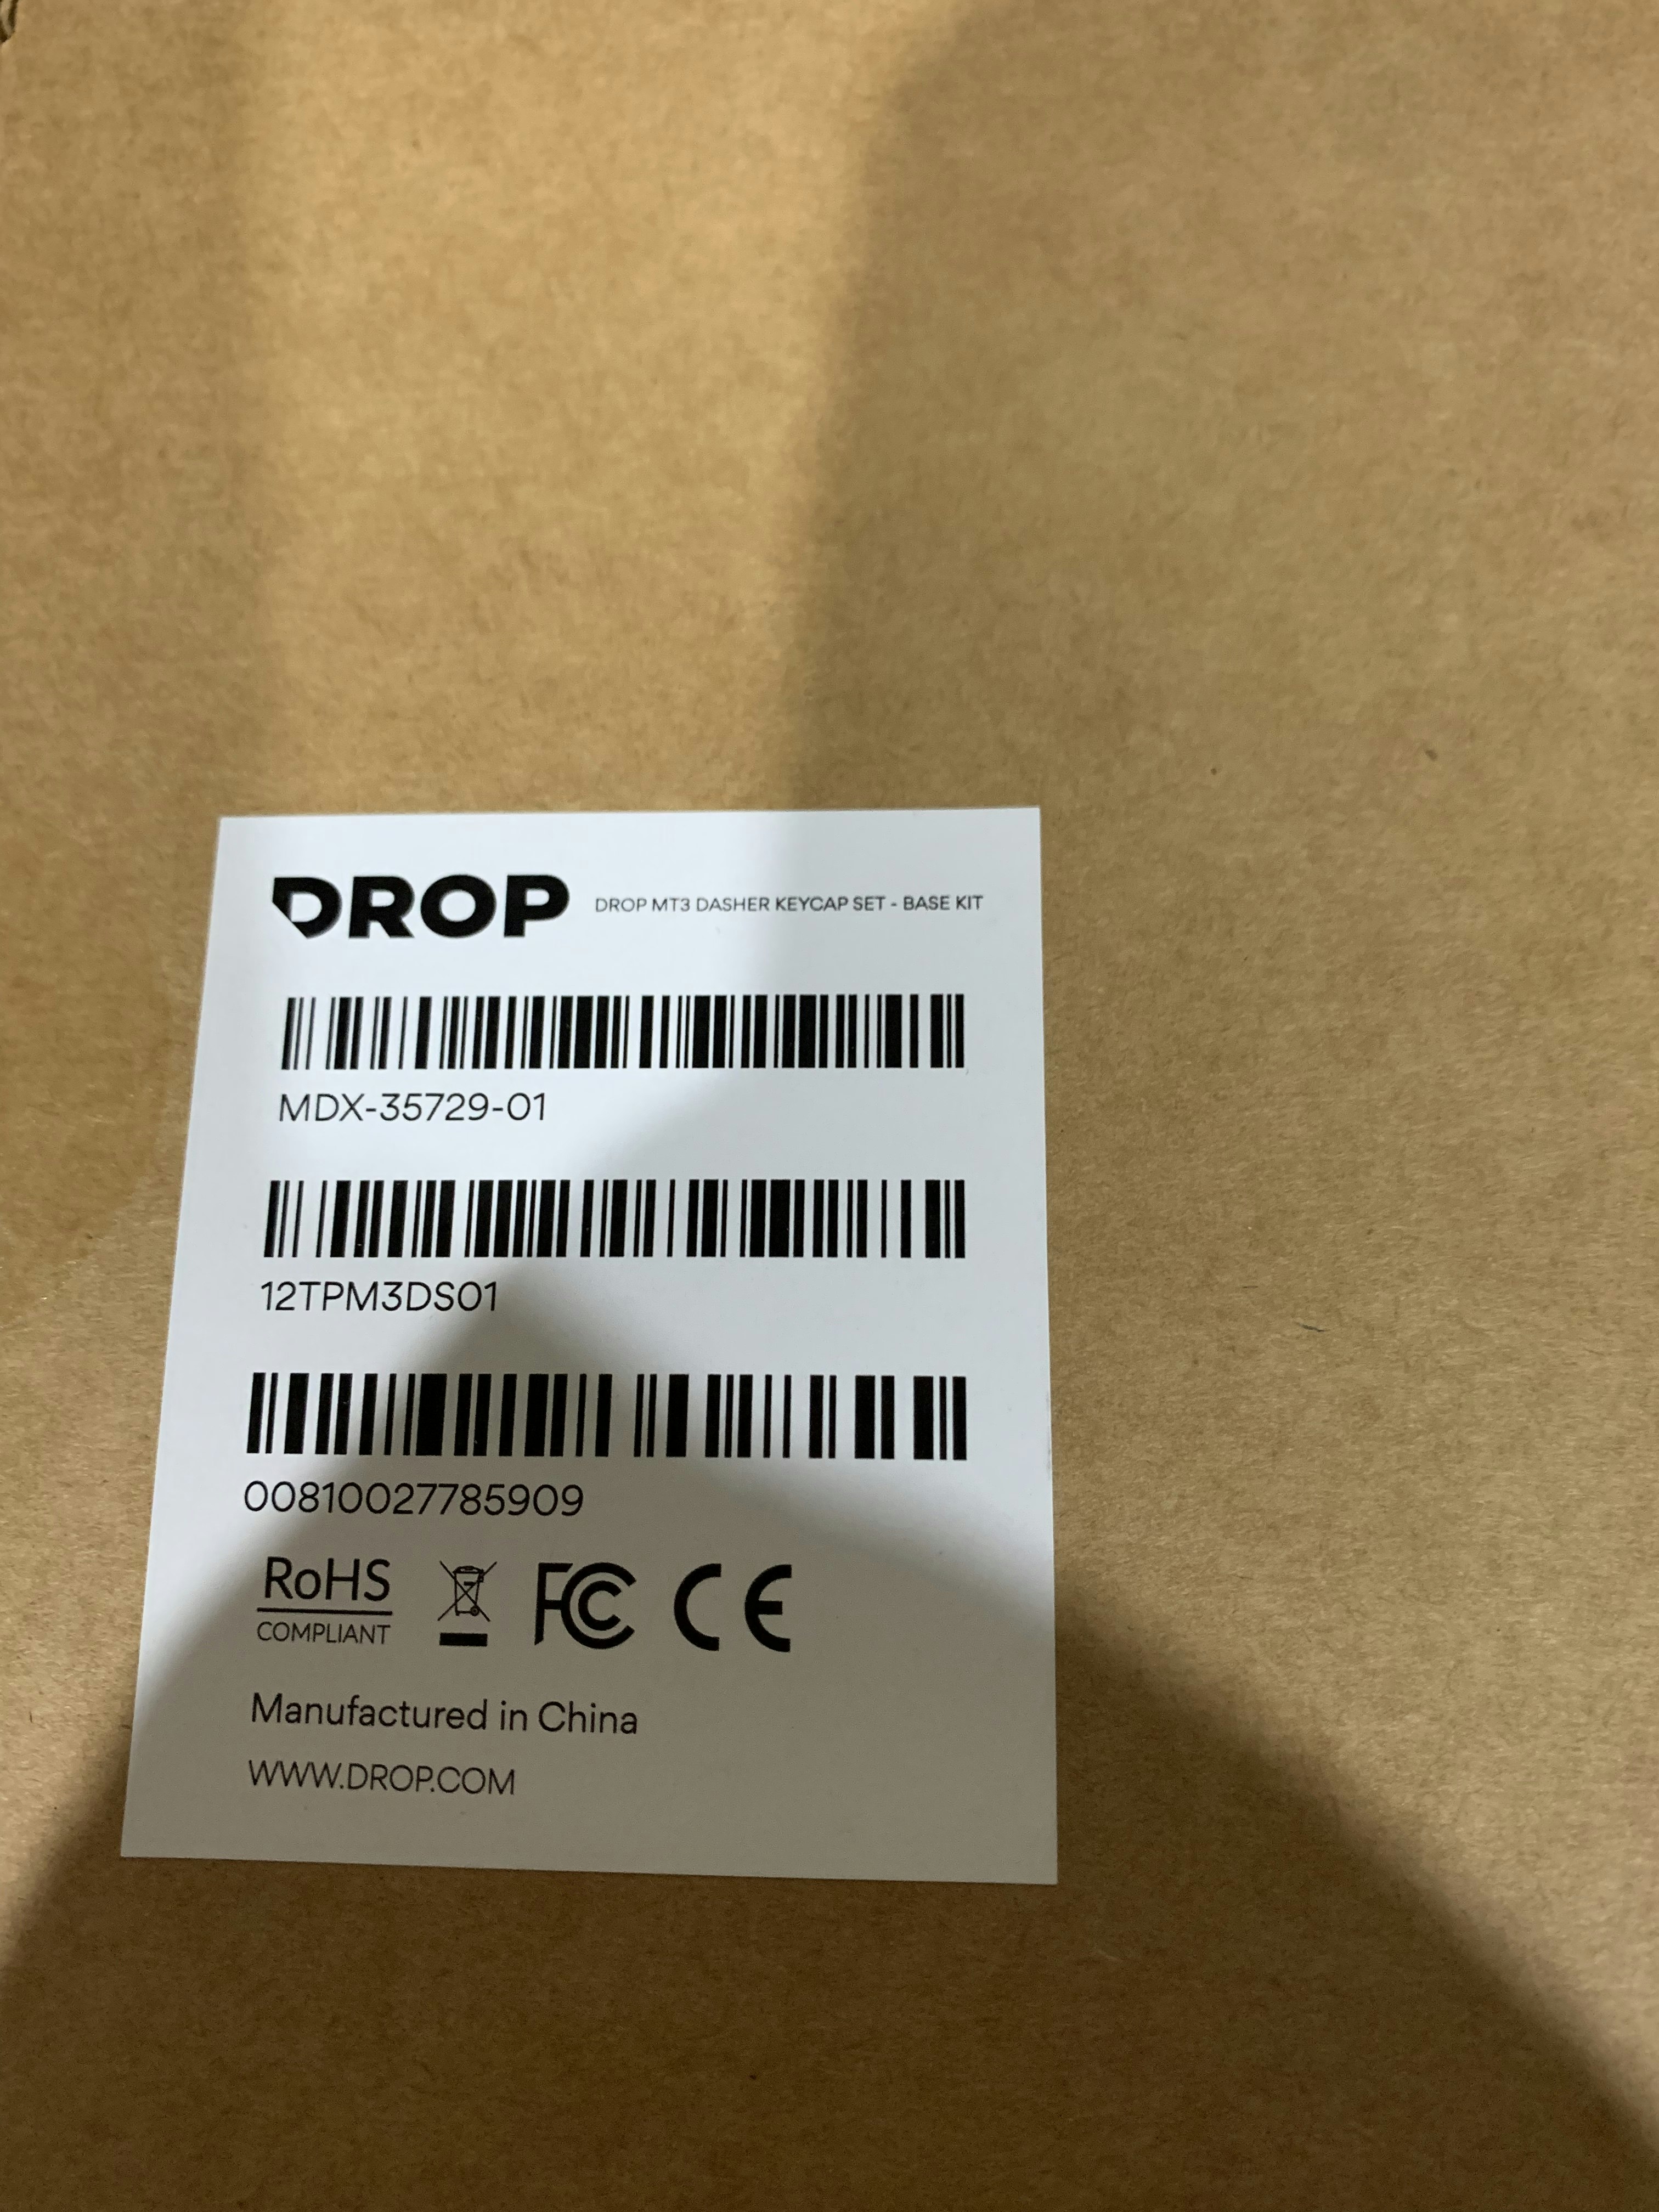 DROP DROP MT3 DASHER KEYCAP SET - BASE KIT
MDX-35729-01
12TPM3DS01
00810027785909
RoHS
COMPLIANT
FC CE
Manufactured in China
WWW.DROP.COM